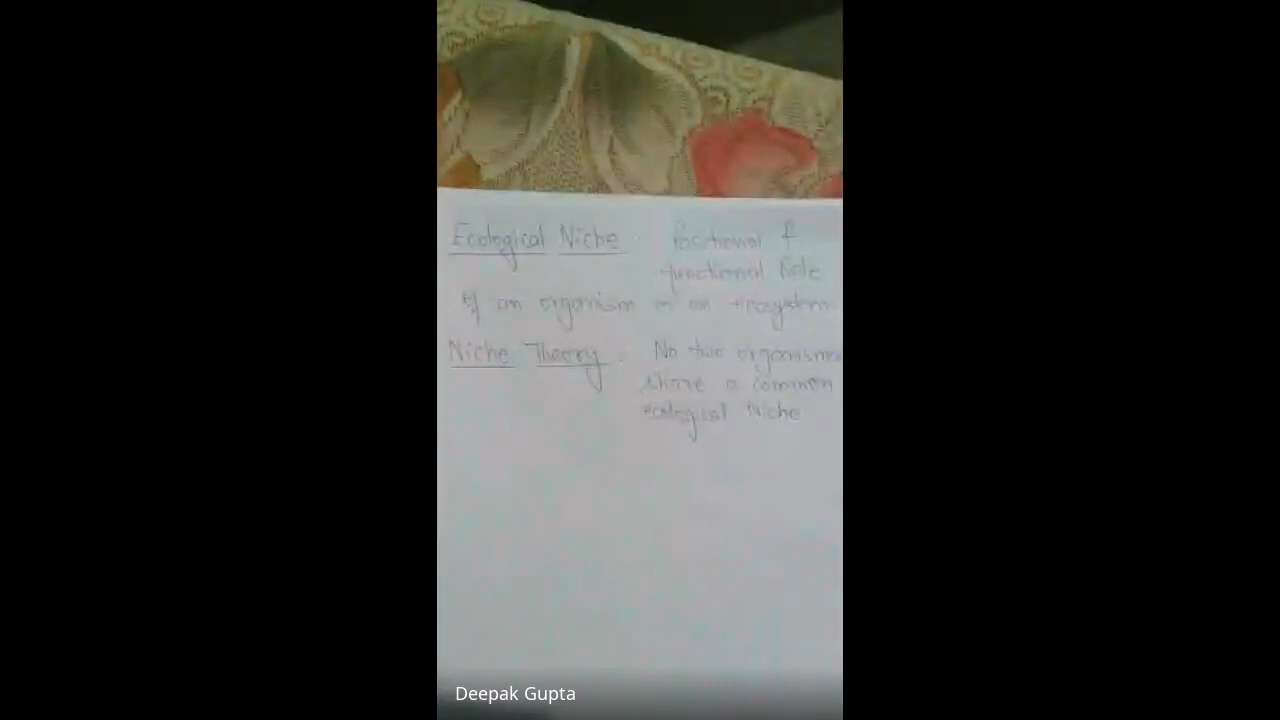 Ecological Niche : Positional &
functional Role
of an organism in an Ecosystem
Niche Theory : No two organisms
share a common
ecological Niche
Deepak Gupta